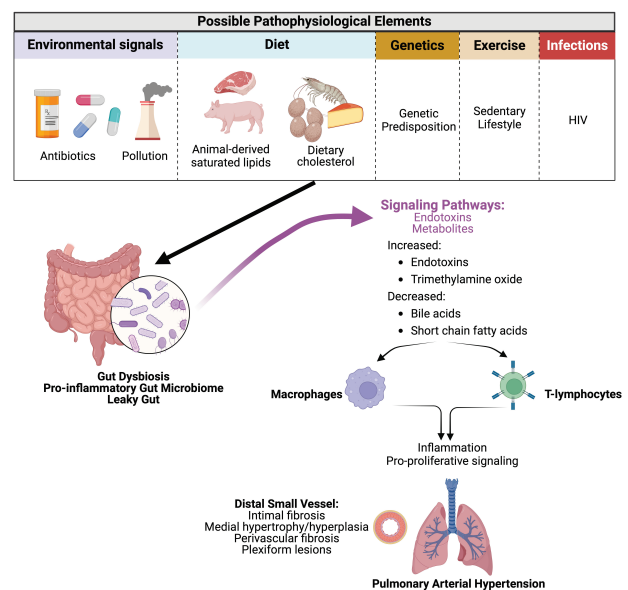 Possible Pathophysiological Elements
Environmental signals
Diet
Genetics
Exercise
Infections
Antibiotics
Pollution
Animal-derived
saturated lipids
Dietary
cholesterol
Genetic
Predisposition
Sedentary
Lifestyle
HIV
Signaling Pathways:
Endotoxins
Metabolites
Increased:
• Endotoxins
• Trimethylamine oxide
Decreased:
• Bile acids
• Short chain fatty acids
Gut Dysbiosis
Pro-inflammatory Gut Microbiome
Leaky Gut
Macrophages
T-lymphocytes
Inflammation
Pro-proliferative signaling
Distal Small Vessel:
Intimal fibrosis
Medial hypertrophy/hyperplasia
Perivascular fibrosis
Plexiform lesions
Pulmonary Arterial Hypertension